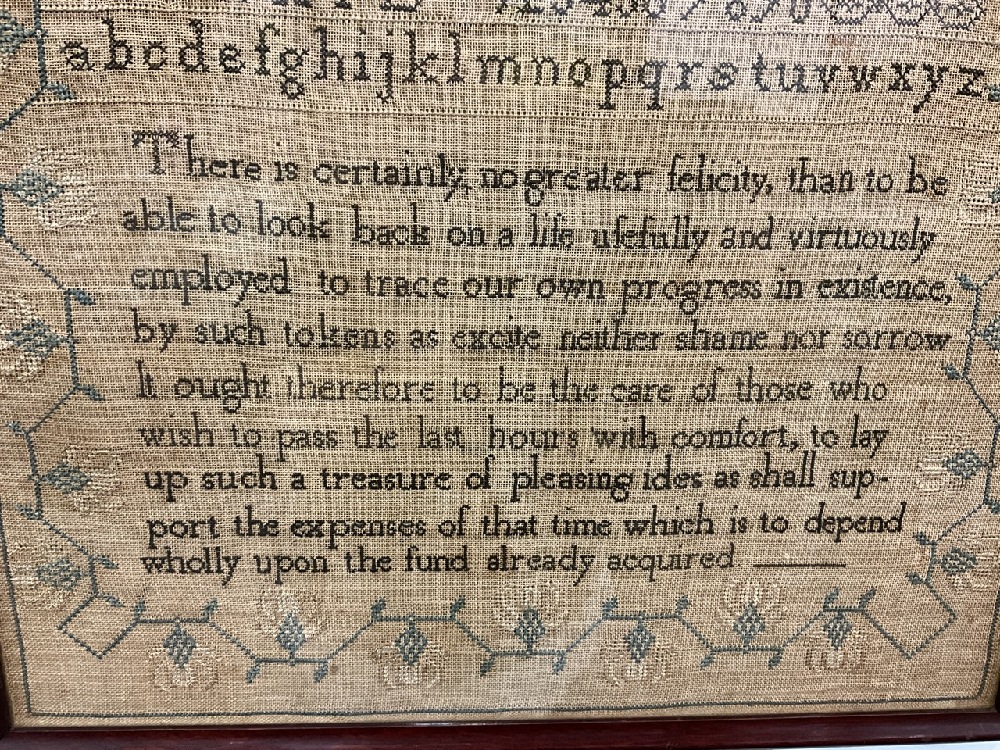 abcdefghijklmnopqrstuvwxyz
There is certainly, no greater felicity, than to be
able to look back on a life usefully and virtuously
employed to trace our own progress in existence,
by such tokens as excite neither shame nor sorrow
It ought therefore to be the care of those who
wish to pass the last hours with comfort, to lay
up such a treasure of pleasing ides as shall sup-
port the expenses of that time which is to depend
wholly upon the fund already acquired